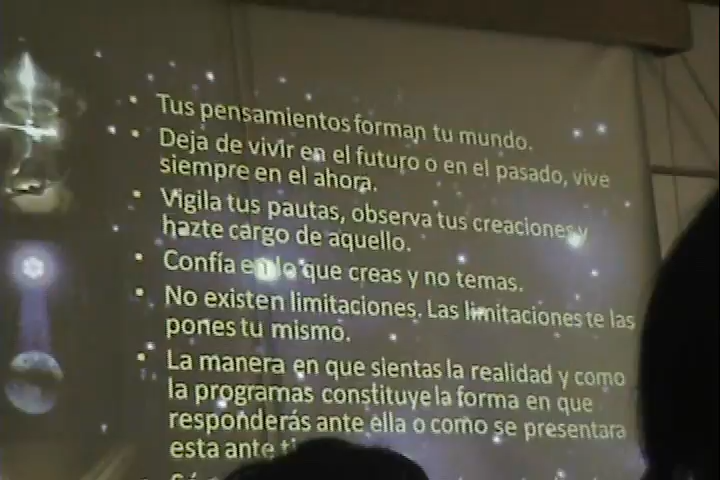 • Tus pensamientos forman tu mundo.
• Deja de vivir en el futuro o en el pasado, vive
siempre en el ahora.
• Vigila tus pautas, observa tus creaciones y
hazte cargo de aquello.
• Confía en lo que creas y no temas.
• No existen limitaciones. Las limitaciones te las
pones tu mismo.
• La manera en que sientas la realidad y como
la programas constituye la forma en que
responderás ante ella o como se presentara
esta ante ti